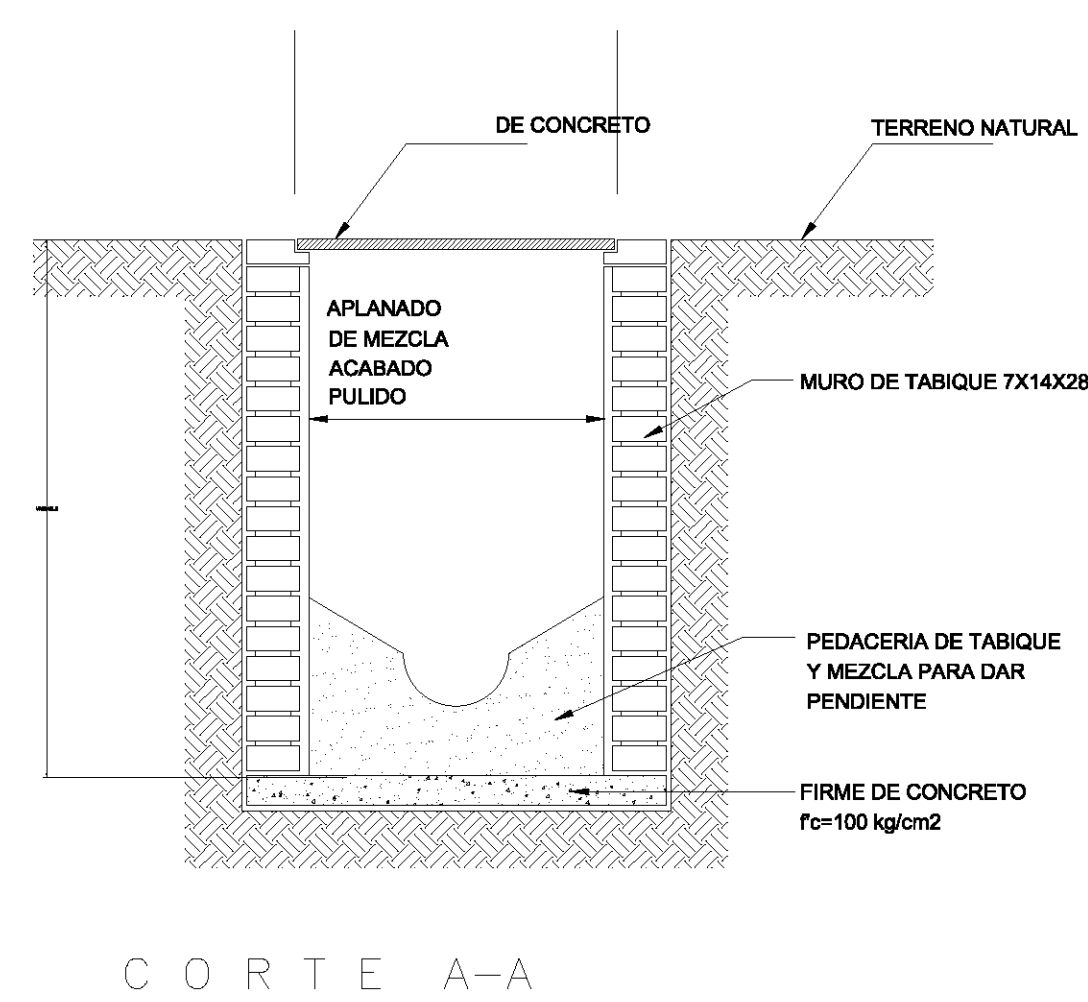 DE CONCRETO
TERRENO NATURAL
APLANADO
DE MEZCLA
ACABADO
PULIDO
MURO DE TABIQUE 7X14X28
PEDACERIA DE TABIQUE
Y MEZCLA PARA DAR
PENDIENTE
FIRME DE CONCRETO
f'c=100 kg/cm2
CORTE A-A